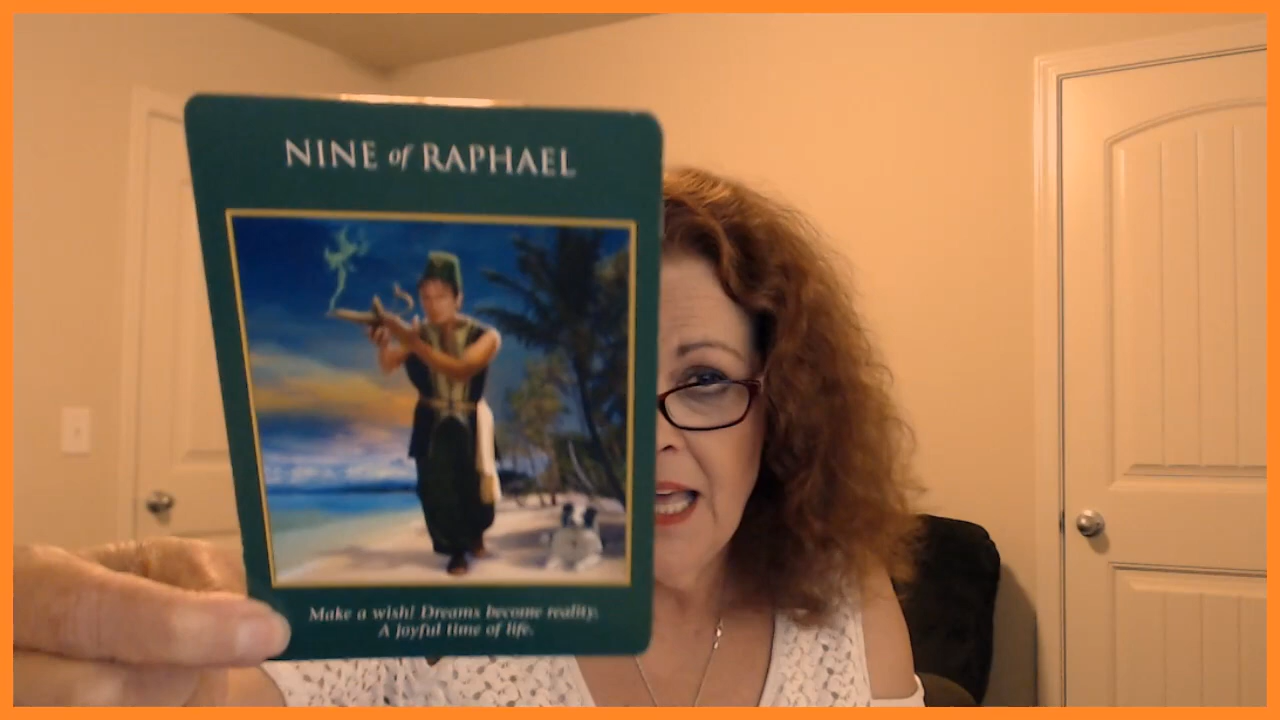 NINE of RAPHAEL
Make a wish! Dreams become reality.
A joyful time of life.